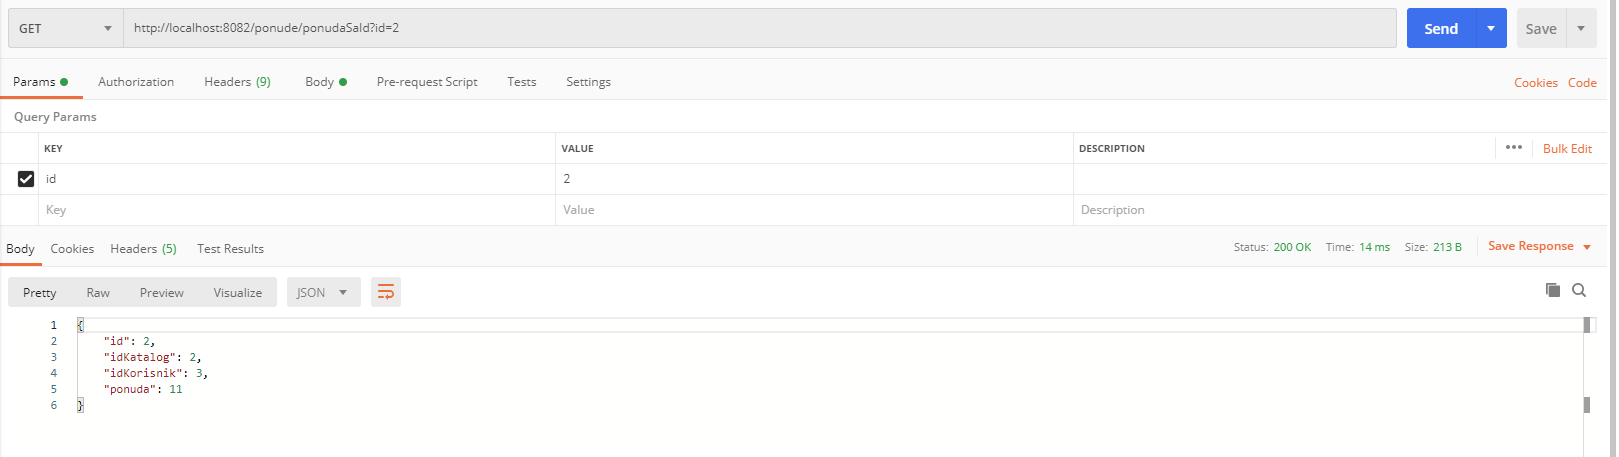 GET http://localhost:8082/ponude/ponudaSaId?id=2 Send Save
Params Authorization Headers (9) Body Pre-request Script Tests Settings Cookies Code
Query Params
KEY VALUE DESCRIPTION ••• Bulk Edit
id 2
Key Value Description
Body Cookies Headers (5) Test Results Status: 200 OK Time: 14 ms Size: 213 B Save Response
Pretty Raw Preview Visualize JSON
1 {
2 "id": 2,
3 "idKatalog": 2,
4 "idKorisnik": 3,
5 "ponuda": 11
6 }